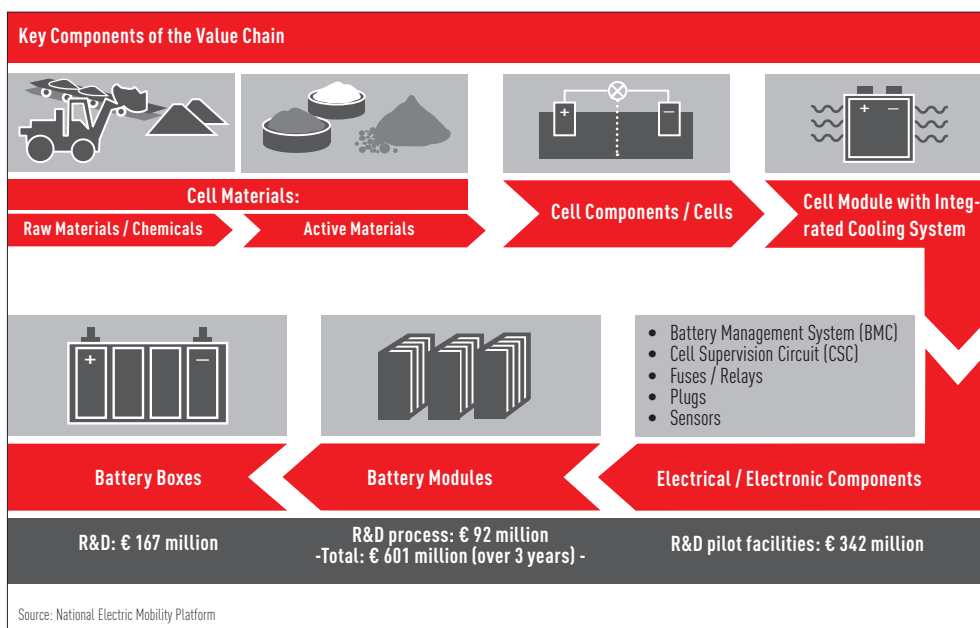 Key Components of the Value Chain
+
–
+ –
Cell Materials:
Raw Materials / Chemicals
Active Materials
Cell Components / Cells
Cell Module with Integ-
rated Cooling System
+
–
• Battery Management System (BMC)
• Cell Supervision Circuit (CSC)
• Fuses / Relays
• Plugs
• Sensors
Battery Boxes
Battery Modules
Electrical / Electronic Components
R&D: € 167 million
R&D process: € 92 million
-Total: € 601 million (over 3 years) -
R&D pilot facilities: € 342 million
Source: National Electric Mobility Platform